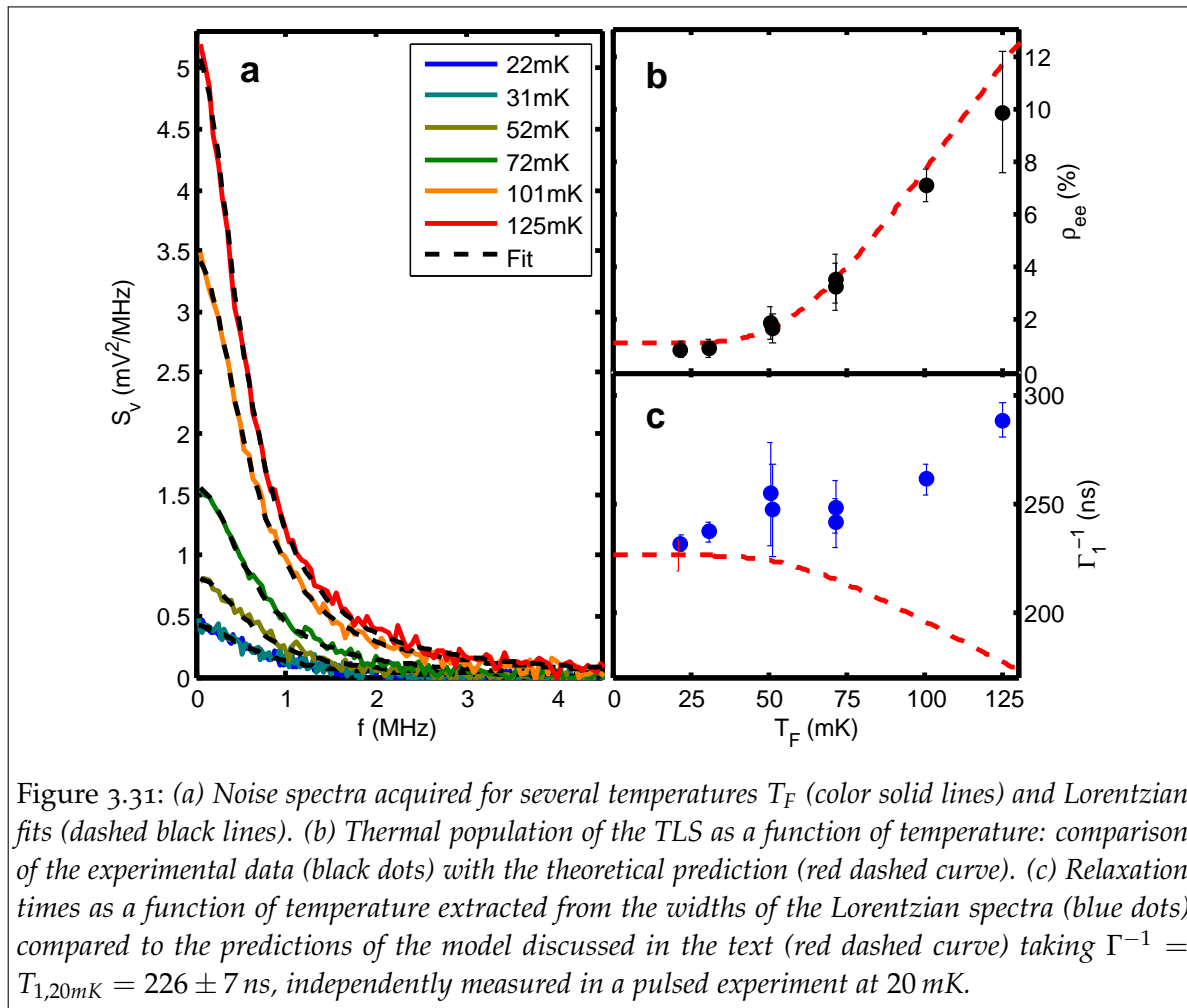 a
5
4.5
4
3.5
3
2.5
2
1.5
1
0.5
0
S_v (mV²/MHz)
0 1 2 3 4
f (MHz)
22mK
31mK
52mK
72mK
101mK
125mK
Fit
b
12
10
8
6
4
2
0
ρ_ee (%)
c
300
250
200
Γ₁⁻¹ (ns)
0 25 50 75 100 125
T_F (mK)
Figure 3.31: (a) Noise spectra acquired for several temperatures T_F (color solid lines) and Lorentzian
fits (dashed black lines). (b) Thermal population of the TLS as a function of temperature: comparison
of the experimental data (black dots) with the theoretical prediction (red dashed curve). (c) Relaxation
times as a function of temperature extracted from the widths of the Lorentzian spectra (blue dots)
compared to the predictions of the model discussed in the text (red dashed curve) taking Γ⁻¹ =
T_{1,20mK} = 226 ± 7 ns, independently measured in a pulsed experiment at 20 mK.